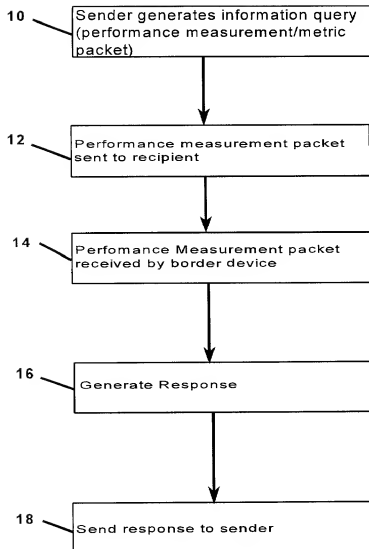 10
Sender generates information query
(performance measurement/metric
packet)
12
Performance measurement packet
sent to recipient
14
Perfomance Measurement packet
received by border device
16
Generate Response
18
Send response to sender